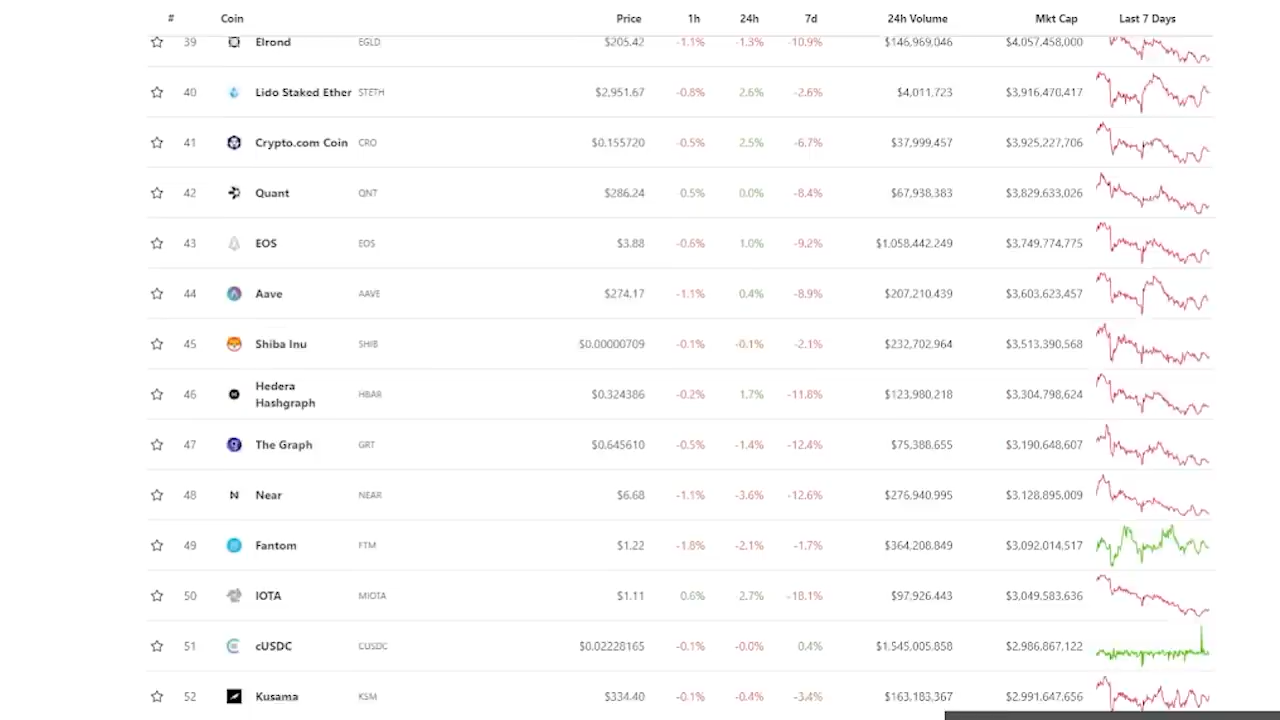 # Coin Price 1h 24h 7d 24h Volume Mkt Cap Last 7 Days
39 Elrond EGLD $205.42 -1.1% -1.3% -10.9% $146,969,046 $4,057,458,000
40 Lido Staked Ether STETH $2,951.67 -0.8% 2.6% -2.6% $4,011,723 $3,916,470,417
41 Crypto.com Coin CRO $0.155720 -0.5% 2.5% -6.7% $37,999,457 $3,925,227,706
42 Quant QNT $286.24 0.5% 0.0% -8.4% $67,938,383 $3,829,633,026
43 EOS EOS $3.88 -0.6% 1.0% -9.2% $1,058,442,249 $3,749,774,775
44 Aave AAVE $274.17 -1.1% 0.4% -8.9% $207,210,439 $3,603,623,457
45 Shiba Inu SHIB $0.00000709 -0.1% -0.1% -2.1% $232,702,964 $3,513,390,568
46 Hedera Hashgraph HBAR $0.324386 -0.2% 1.7% -11.8% $123,980,218 $3,304,798,624
47 The Graph GRT $0.645610 -0.5% -1.4% -12.4% $75,388,655 $3,190,648,607
48 Near NEAR $6.68 -1.1% -3.6% -12.6% $276,940,995 $3,128,895,009
49 Fantom FTM $1.22 -1.8% -2.1% -1.7% $364,208,849 $3,092,014,517
50 IOTA MIOTA $1.11 0.6% 2.7% -18.1% $97,926,443 $3,049,583,636
51 cUSDC CUSDC $0.02228165 -0.1% -0.0% 0.4% $1,545,005,858 $2,986,867,122
52 Kusama KSM $334.40 -0.1% -0.4% -3.4% $163,183,367 $2,991,647,656